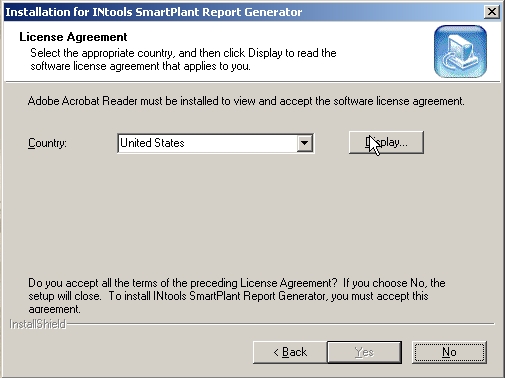 Installation for INtools SmartPlant Report Generator
License Agreement
Select the appropriate country, and then click Display to read the
software license agreement that applies to you.
Adobe Acrobat Reader must be installed to view and accept the software license agreement.
Country:
United States
Display...
Do you accept all the terms of the preceding License Agreement? If you choose No, the
setup will close. To install INtools SmartPlant Report Generator, you must accept this
agreement.
InstallShield
< Back
Yes
No